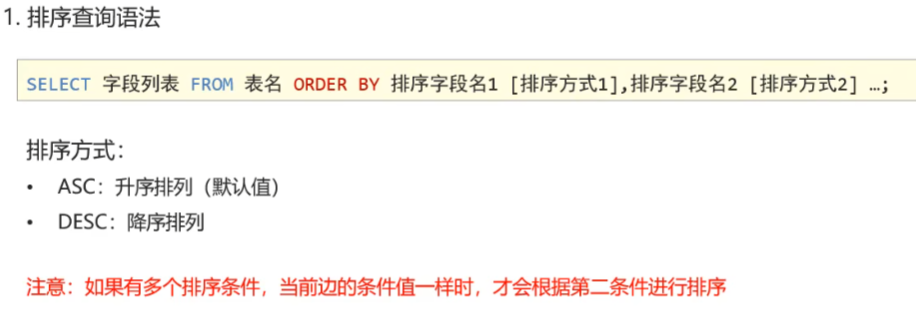 1. 排序查询语法
SELECT 字段列表 FROM 表名 ORDER BY 排序字段名1 [排序方式1],排序字段名2 [排序方式2] …;
排序方式：
• ASC：升序排列（默认值）
• DESC：降序排列
注意：如果有多个排序条件，当前边的条件值一样时，才会根据第二条件进行排序